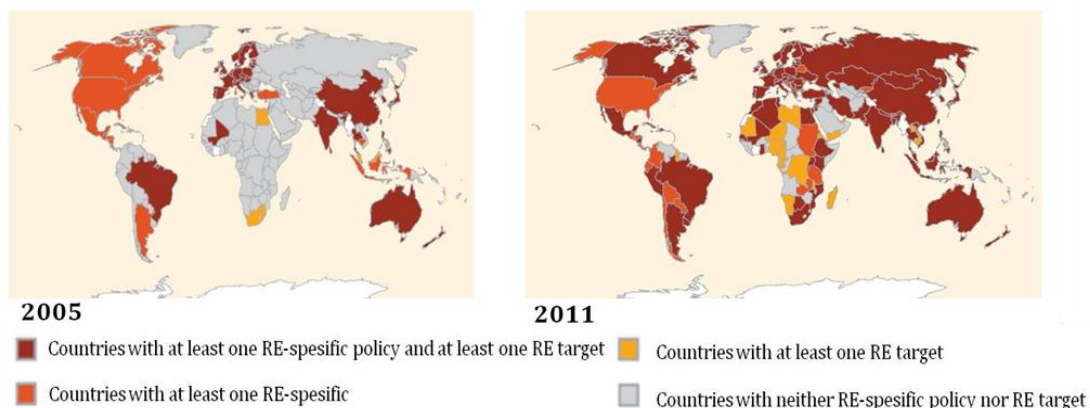 2005
2011
Countries with at least one RE-spesific policy and at least one RE target
Countries with at least one RE target
Countries with at least one RE-spesific
Countries with neither RE-spesific policy nor RE target